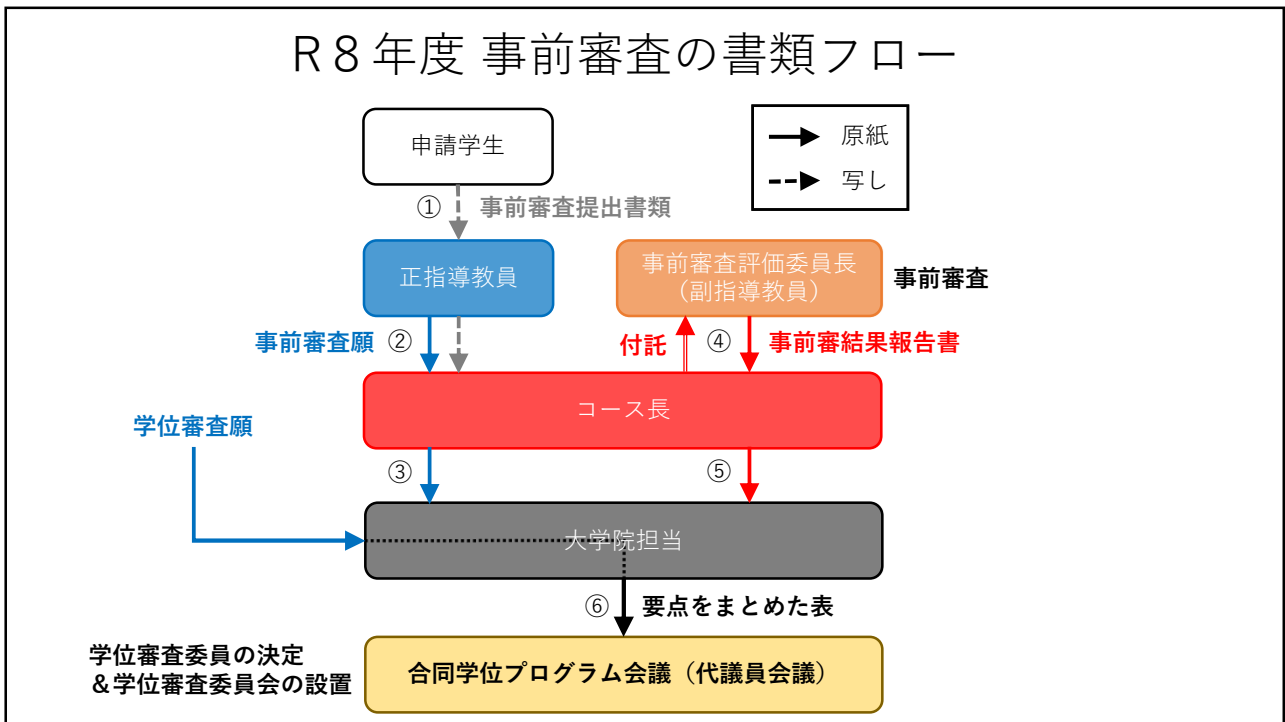 R８年度 事前審査の書類フロー
申請学生
原紙
写し
①
事前審査提出書類
正指導教員
事前審査評価委員長
（副指導教員）
事前審査
事前審査願
②
付託
④
事前審結果報告書
コース長
学位審査願
③
⑤
大学院担当
⑥
要点をまとめた表
学位審査委員の決定
＆学位審査委員会の設置
合同学位プログラム会議（代議員会議）